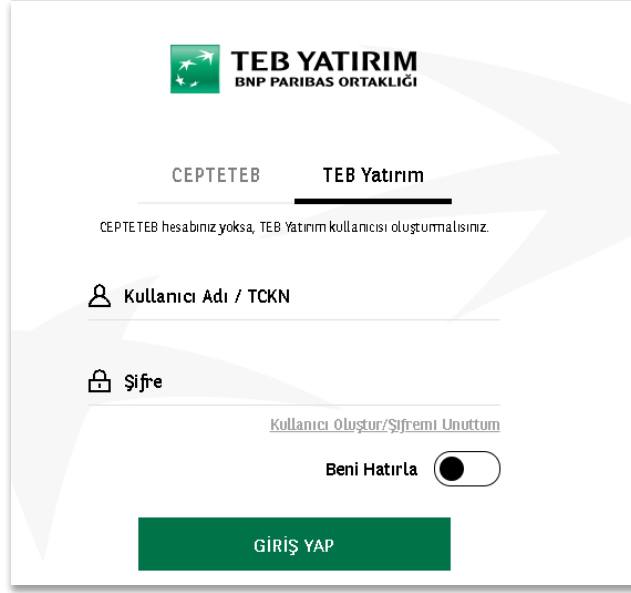 TEB YATIRIM
BNP PARIBAS ORTAKLIĞI
CEPTETEB TEB Yatırım
CEPTETEB hesabınız yoksa, TEB Yatırım kullanıcısı oluşturmalısınız.
Kullanıcı Adı / TCKN
Şifre
Kullanıcı Oluştur/Şifremi Unuttum
Beni Hatırla
GİRİŞ YAP